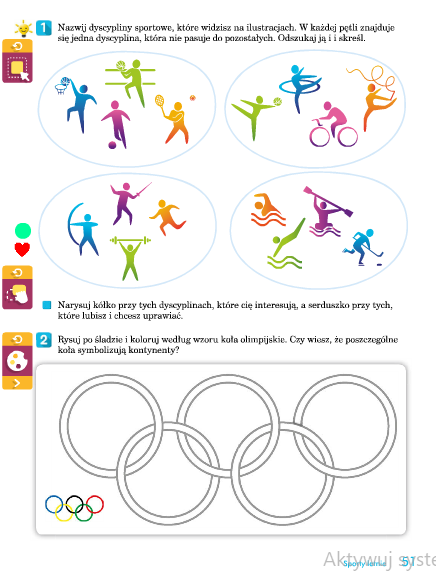 1 Nazwij dyscypliny sportowe, które widzisz na ilustracjach. W każdej pętli znajduje
się jedna dyscyplina, która nie pasuje do pozostałych. Odszukaj ją i i skreśl.
Narysuj kółko przy tych dyscyplinach, które cię interesują, a serduszko przy tych,
które lubisz i chcesz uprawiać.
2 Rysuj po śladzie i koloruj według wzoru koła olimpijskie. Czy wiesz, że poszczególne
koła symbolizują kontynenty?
Aktywuj syste